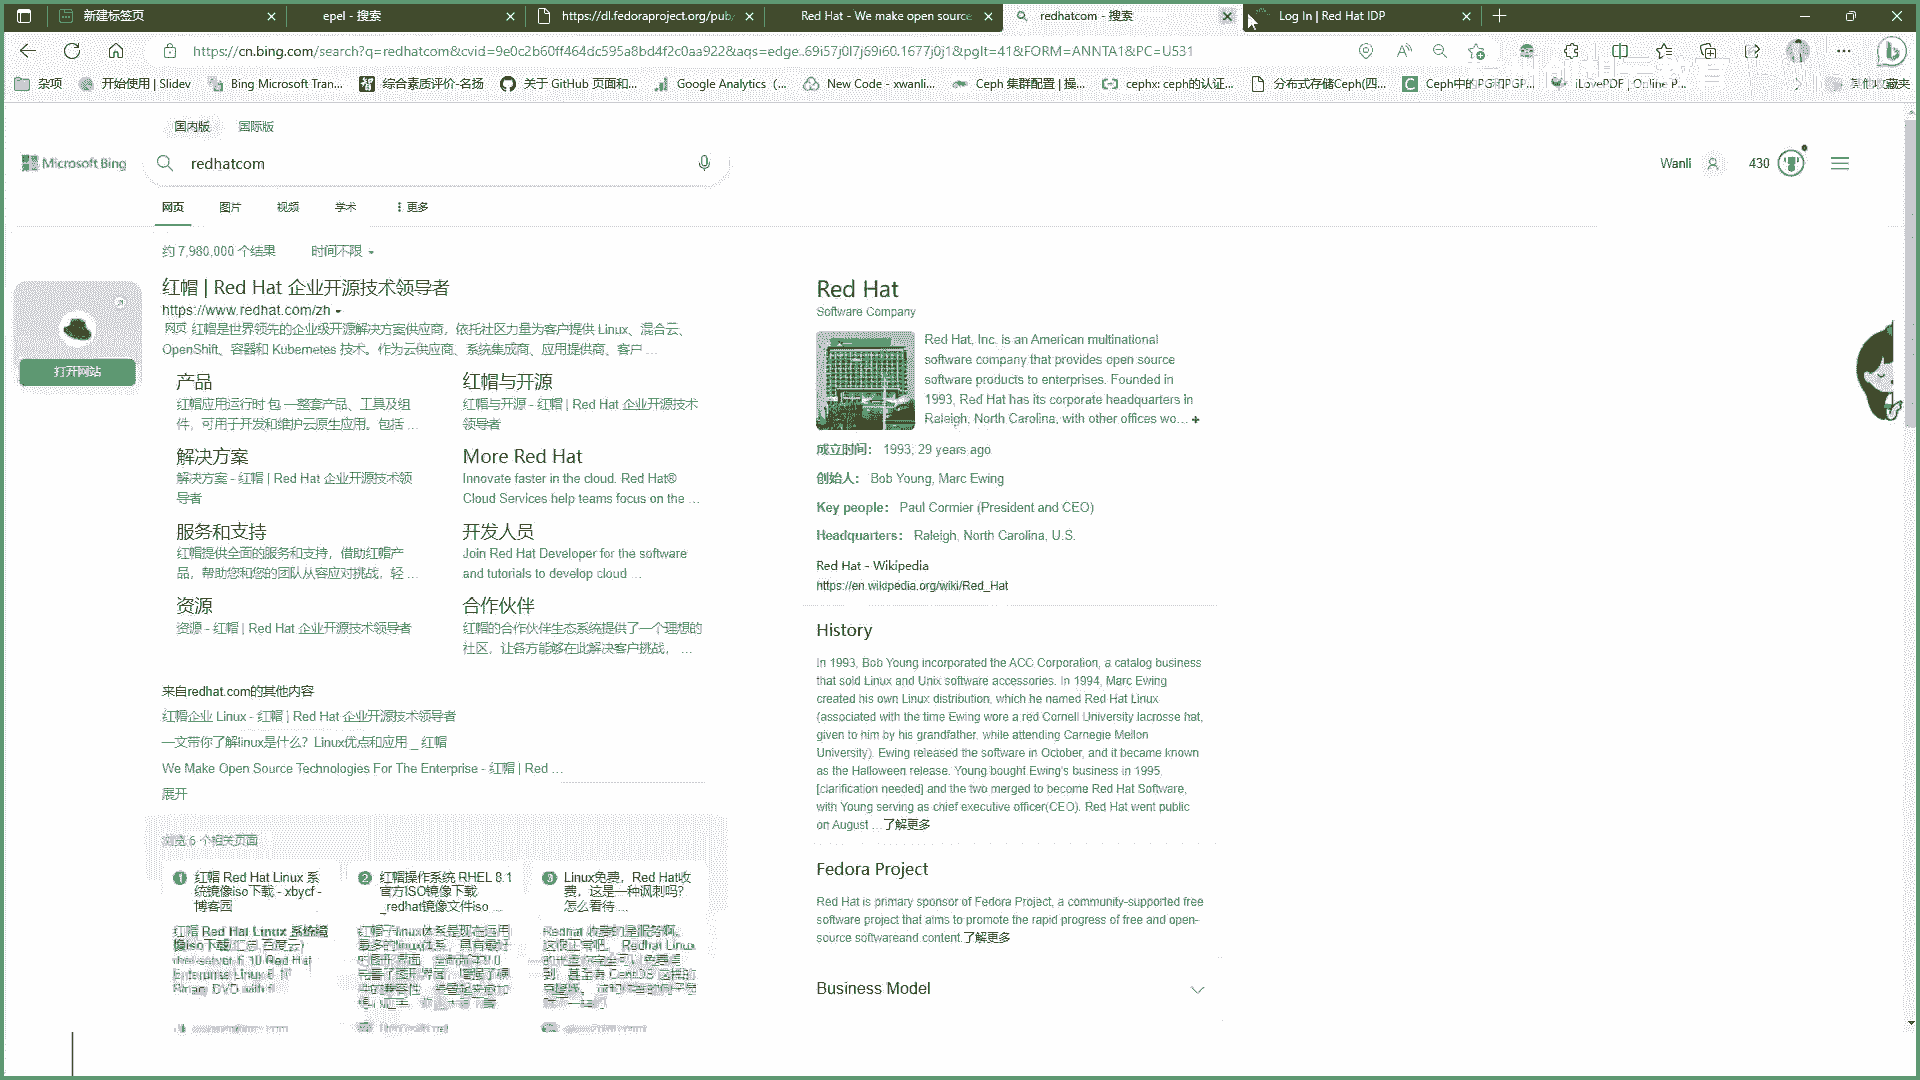 新建标签页
epel - 搜索
https://dl.fedoraproject.org/pub/
Red Hat - We make open source
redhatcom - 搜索
Log In | Red Hat IDP
https://cn.bing.com/search?q=redhatcom&cvid=9e0c2b60ff464dc595a8bd4f2c0aa922&aqs=edge..69i57j0l7j69i60.1677j0j1&pglt=41&FORM=ANNTA1&PC=U531
杂项
开始使用 | Slidev
Bing Microsoft Tran...
综合素质评价-名扬
关于 GitHub 页面和...
Google Analytics (...
New Code - xwanli...
Ceph 集群配置 | 操...
cephx: ceph的认证...
分布式存储Ceph(四...
Ceph中的PG和PGP...
iLovePDF | Online P...
其他收藏夹
国内版 国际版
Microsoft Bing
redhatcom
Wanli
430
网页 图片 视频 学术 更多
约 7,980,000 个结果 时间不限
打开网站
红帽 | Red Hat 企业开源技术领导者
https://www.redhat.com/zh
网页 红帽是世界领先的企业级开源解决方案供应商，依托社区力量为客户提供 Linux、混合云、
OpenShift、容器和 Kubernetes 技术。作为云供应商、系统集成商、应用提供商、客户 ...
产品
红帽应用运行时 包 一整套产品、工具及组
件，可用于开发和维护云原生应用。包括 ...
红帽与开源
红帽与开源 - 红帽 | Red Hat 企业开源技术
领导者
解决方案
解决方案 - 红帽 | Red Hat 企业开源技术领
导者
More Red Hat
Innovate faster in the cloud. Red Hat®
Cloud Services help teams focus on the ...
服务和支持
红帽提供全面的服务和支持，借助红帽产
品，帮助您和您的团队从容应对挑战，轻 ...
开发人员
Join Red Hat Developer for the software
and tutorials to develop cloud ...
资源
资源 - 红帽 | Red Hat 企业开源技术领导者
合作伙伴
红帽的合作伙伴生态系统提供了一个理想的
社区，让各方能够在此解决客户挑战， ...
来自redhat.com的其他内容
红帽企业 Linux - 红帽 | Red Hat 企业开源技术领导者
一文带你了解linux是什么？Linux优点和应用 _ 红帽
We Make Open Source Technologies For The Enterprise - 红帽 | Red ...
展开
浏览 6 个相关页面
1 红帽 Red Hat Linux 系
统镜像iso下载 - xbycf -
博客园
2 红帽操作系统 RHEL 8.1
官方ISO镜像下载
_redhat镜像文件iso ...
3 Linux免费，Red Hat收
费，这是一种讽刺吗？
怎么看待 ...
Red Hat
Software Company
Red Hat, Inc. is an American multinational
software company that provides open source
software products to enterprises. Founded in
1993, Red Hat has its corporate headquarters in
Raleigh, North Carolina, with other offices wo... +
成立时间： 1993; 29 years ago
创始人： Bob Young, Marc Ewing
Key people: Paul Cormier (President and CEO)
Headquarters: Raleigh, North Carolina, U.S.
Red Hat - Wikipedia
https://en.wikipedia.org/wiki/Red_Hat
History
In 1993, Bob Young incorporated the ACC Corporation, a catalog business
that sold Linux and Unix software accessories. In 1994, Marc Ewing
created his own Linux distribution, which he named Red Hat Linux
(associated with the time Ewing wore a red Cornell University lacrosse hat,
given to him by his grandfather, while attending Carnegie Mellon
University). Ewing released the software in October, and it became known
as the Halloween release. Young bought Ewing's business in 1995,
[clarification needed] and the two merged to become Red Hat Software,
with Young serving as chief executive officer(CEO). Red Hat went public
on August ...了解更多
Fedora Project
Red Hat is primary sponsor of Fedora Project, a community-supported free
software project that aims to promote the rapid progress of free and open-
source softwareand content.了解更多
Business Model